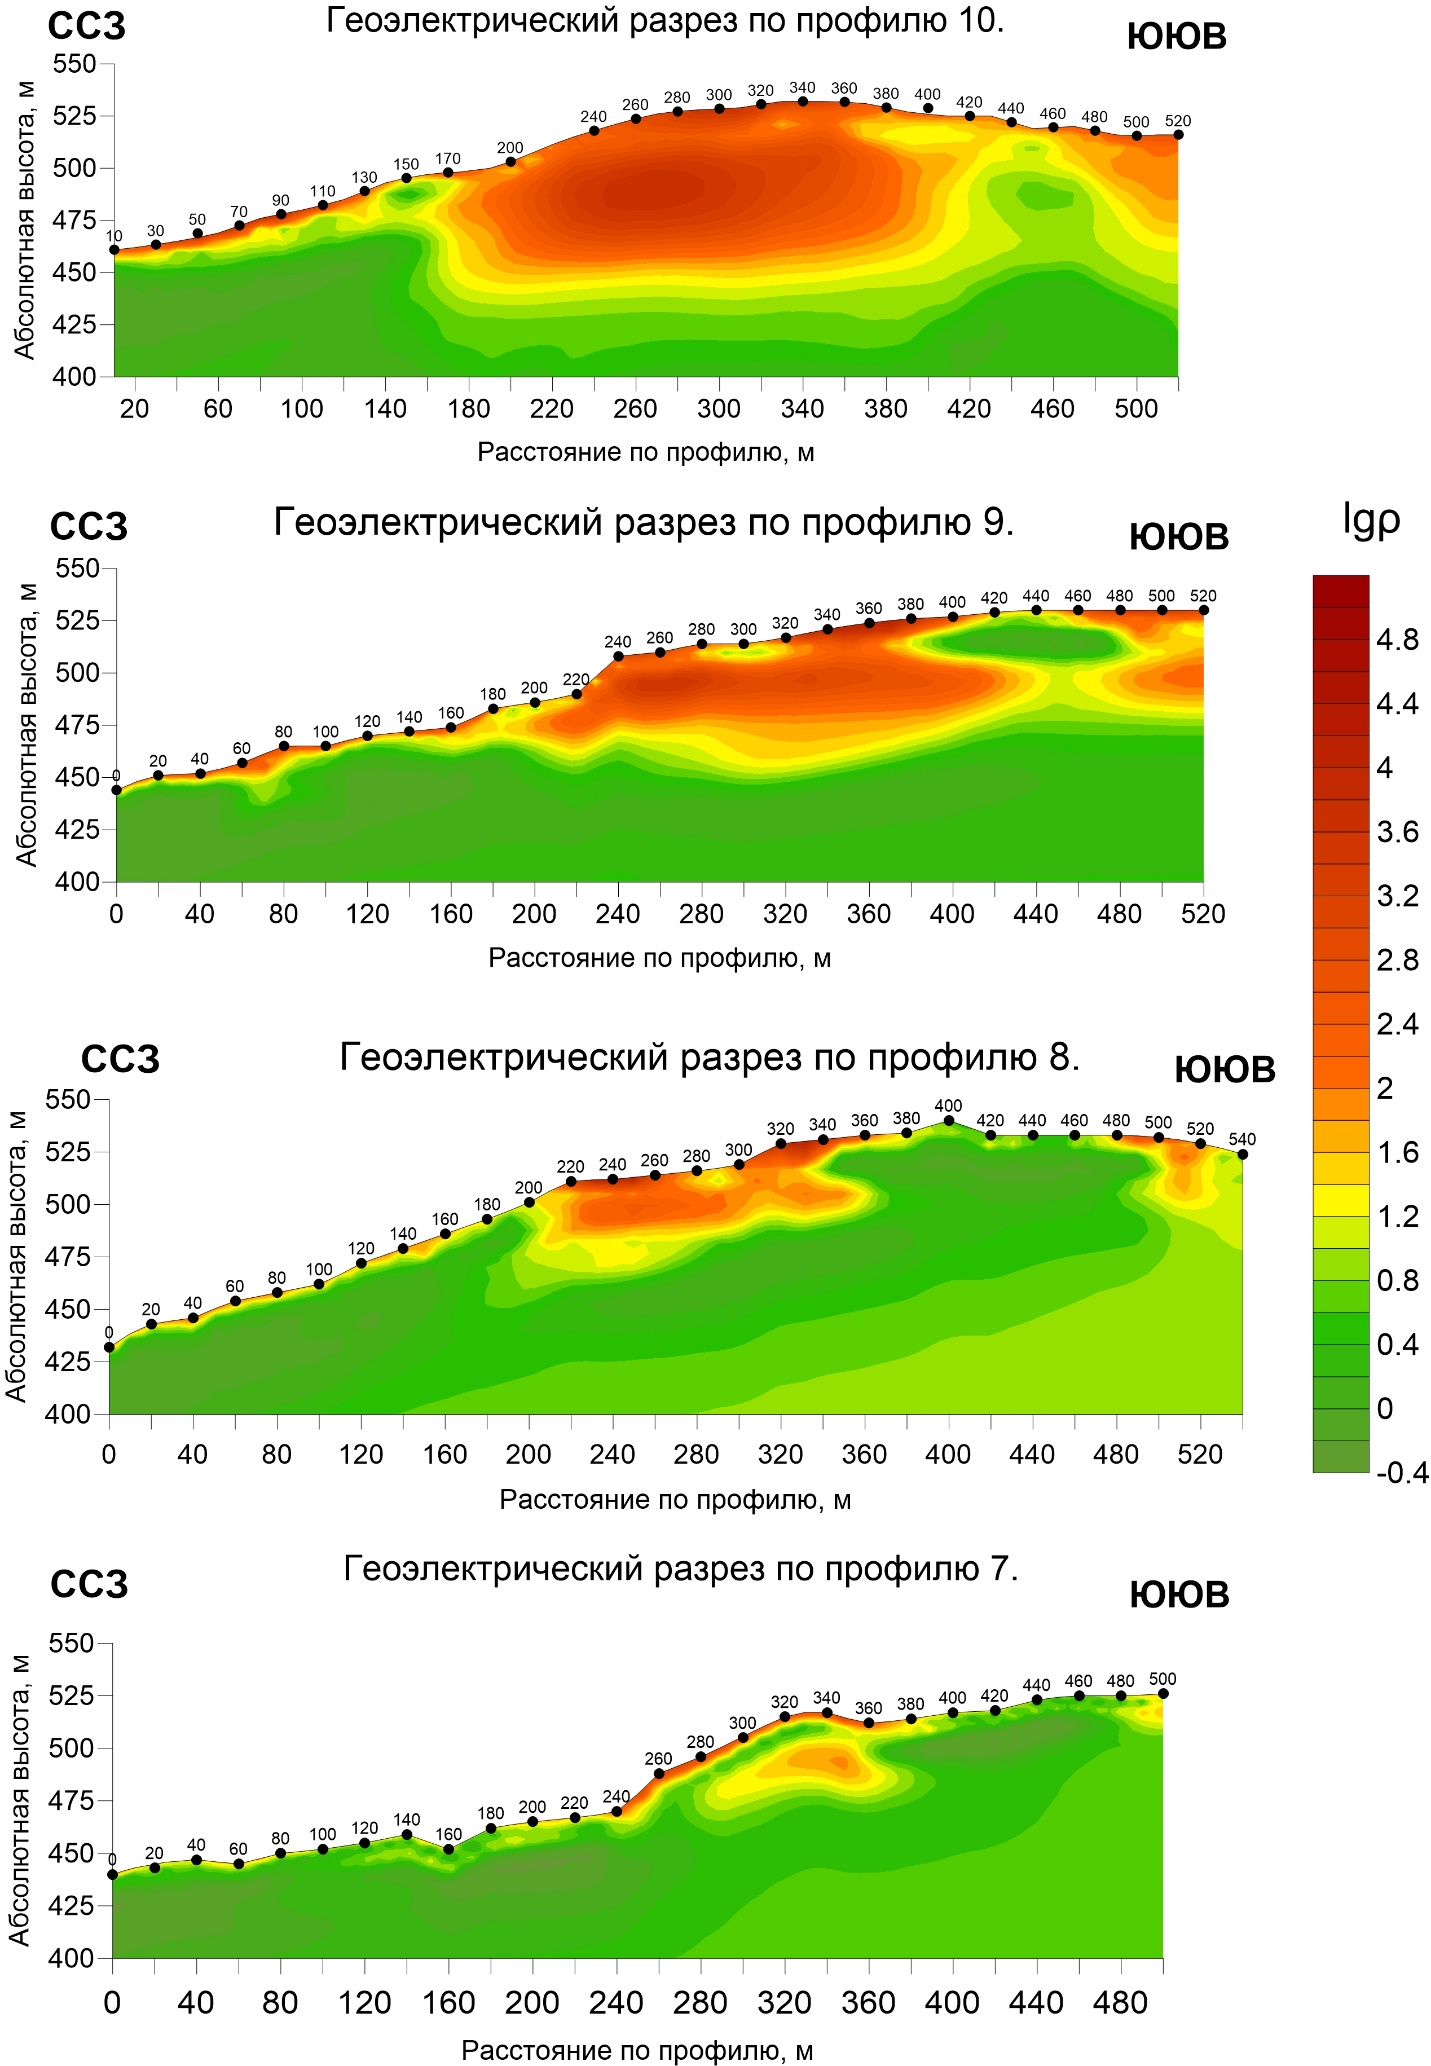 ССЗ
Геоэлектрический разрез по профилю 10.
ЮЮВ
Абсолютная высота, м
550
525
500
475
450
425
400
10 30 50 70 90 110 130 150 170 200 240 260 280 300 320 340 360 380 400 420 440 460 480 500 520
20 60 100 140 180 220 260 300 340 380 420 460 500
Расстояние по профилю, м
ССЗ
Геоэлектрический разрез по профилю 9.
ЮЮВ
Абсолютная высота, м
550
525
500
475
450
425
400
0 20 40 60 80 100 120 140 160 180 200 220 240 260 280 300 320 340 360 380 400 420 440 460 480 500 520
0 40 80 120 160 200 240 280 320 360 400 440 480 520
Расстояние по профилю, м
lgρ
4.8
4.4
4
3.6
3.2
2.8
2.4
2
1.6
1.2
0.8
0.4
0
-0.4
ССЗ
Геоэлектрический разрез по профилю 8.
ЮЮВ
Абсолютная высота, м
550
525
500
475
450
425
400
0 20 40 60 80 100 120 140 160 180 200 220 240 260 280 300 320 340 360 380 400 420 440 460 480 500 520 540
0 40 80 120 160 200 240 280 320 360 400 440 480 520
Расстояние по профилю, м
ССЗ
Геоэлектрический разрез по профилю 7.
ЮЮВ
Абсолютная высота, м
550
525
500
475
450
425
400
0 20 40 60 80 100 120 140 160 180 200 220 240 260 280 300 320 340 360 380 400 420 440 460 480 500
0 40 80 120 160 200 240 280 320 360 400 440 480
Расстояние по профилю, м